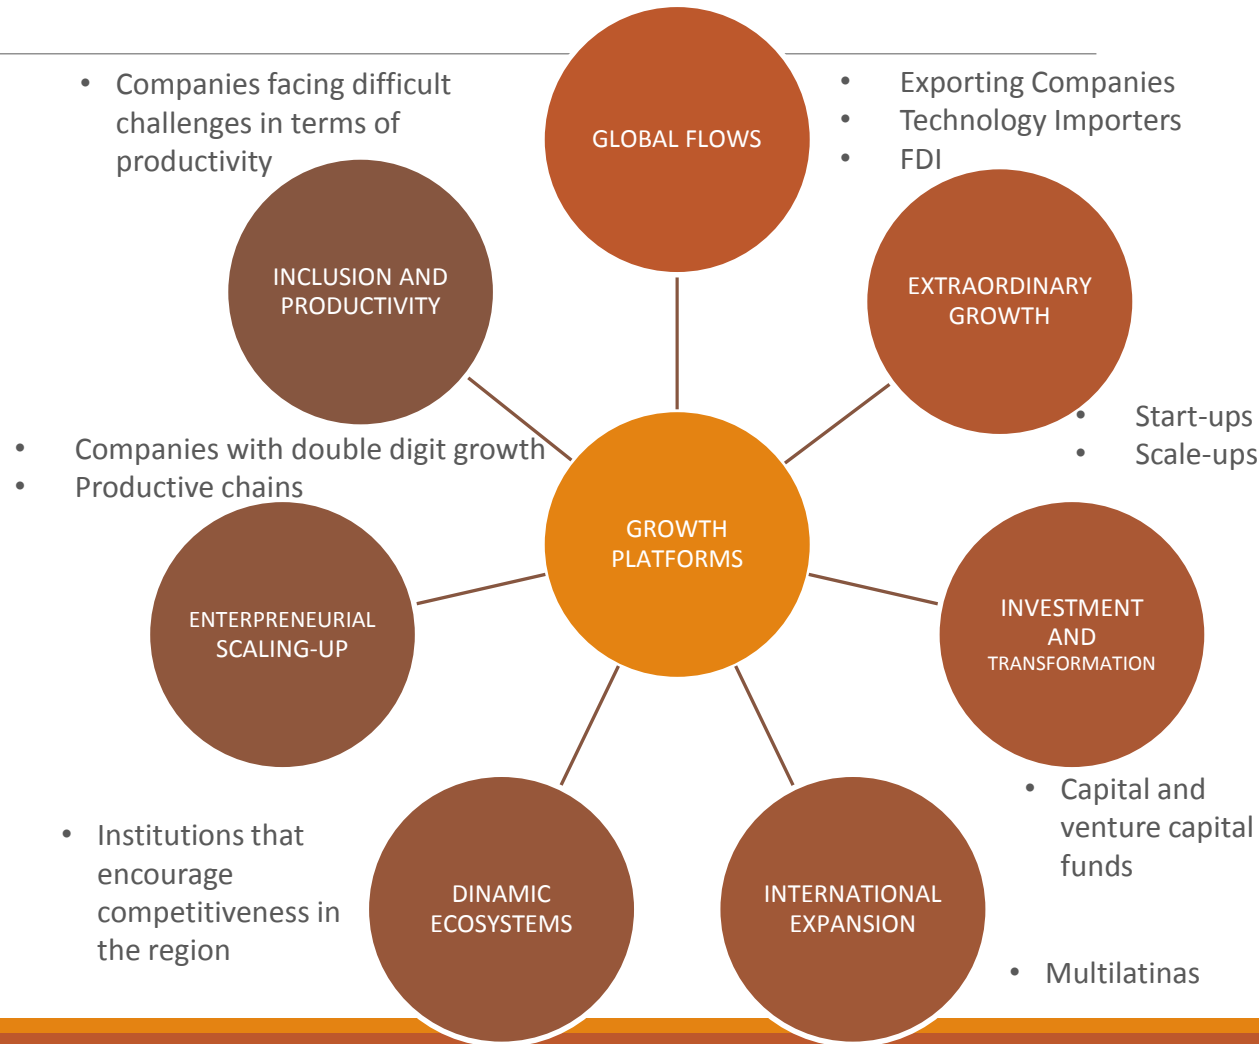 GLOBAL FLOWS
• Exporting Companies
• Technology Importers
• FDI
EXTRAORDINARY
GROWTH
• Start-ups
• Scale-ups
INVESTMENT
AND
TRANSFORMATION
• Capital and
venture capital
funds
INTERNATIONAL
EXPANSION
• Multilatinas
DINAMIC
ECOSYSTEMS
• Institutions that
encourage
competitiveness in
the region
ENTERPRENEURIAL
SCALING-UP
• Companies with double digit growth
• Productive chains
INCLUSION AND
PRODUCTIVITY
• Companies facing difficult
challenges in terms of
productivity
GROWTH
PLATFORMS